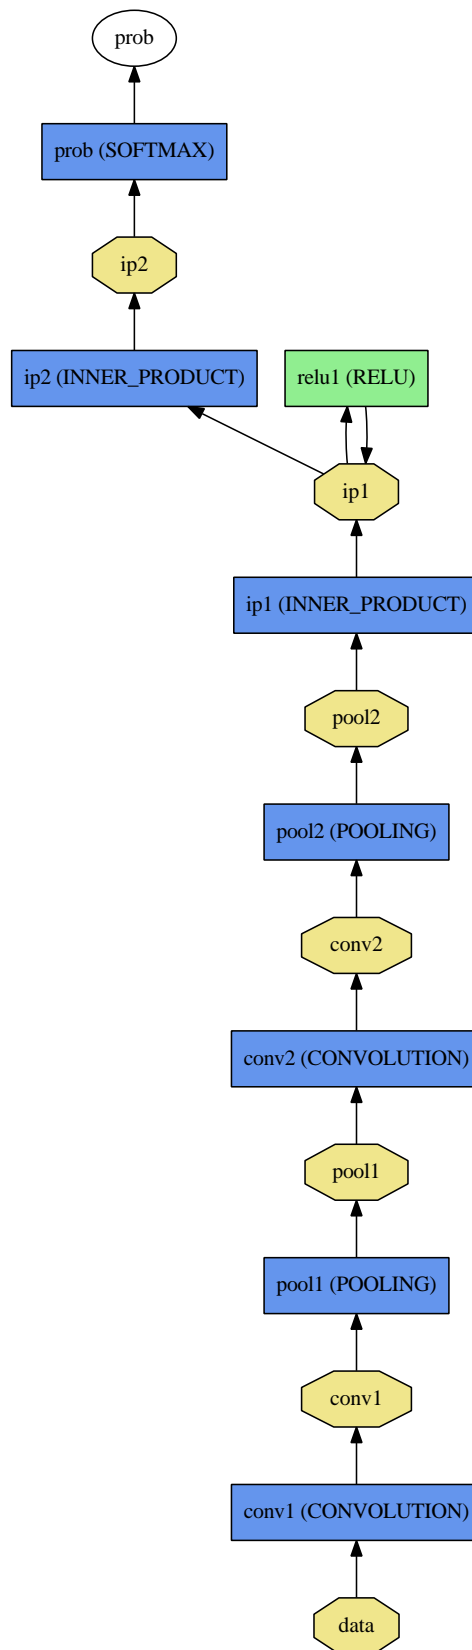 prob
prob (SOFTMAX)
ip2
ip2 (INNER_PRODUCT)
relu1 (RELU)
ip1
ip1 (INNER_PRODUCT)
pool2
pool2 (POOLING)
conv2
conv2 (CONVOLUTION)
pool1
pool1 (POOLING)
conv1
conv1 (CONVOLUTION)
data